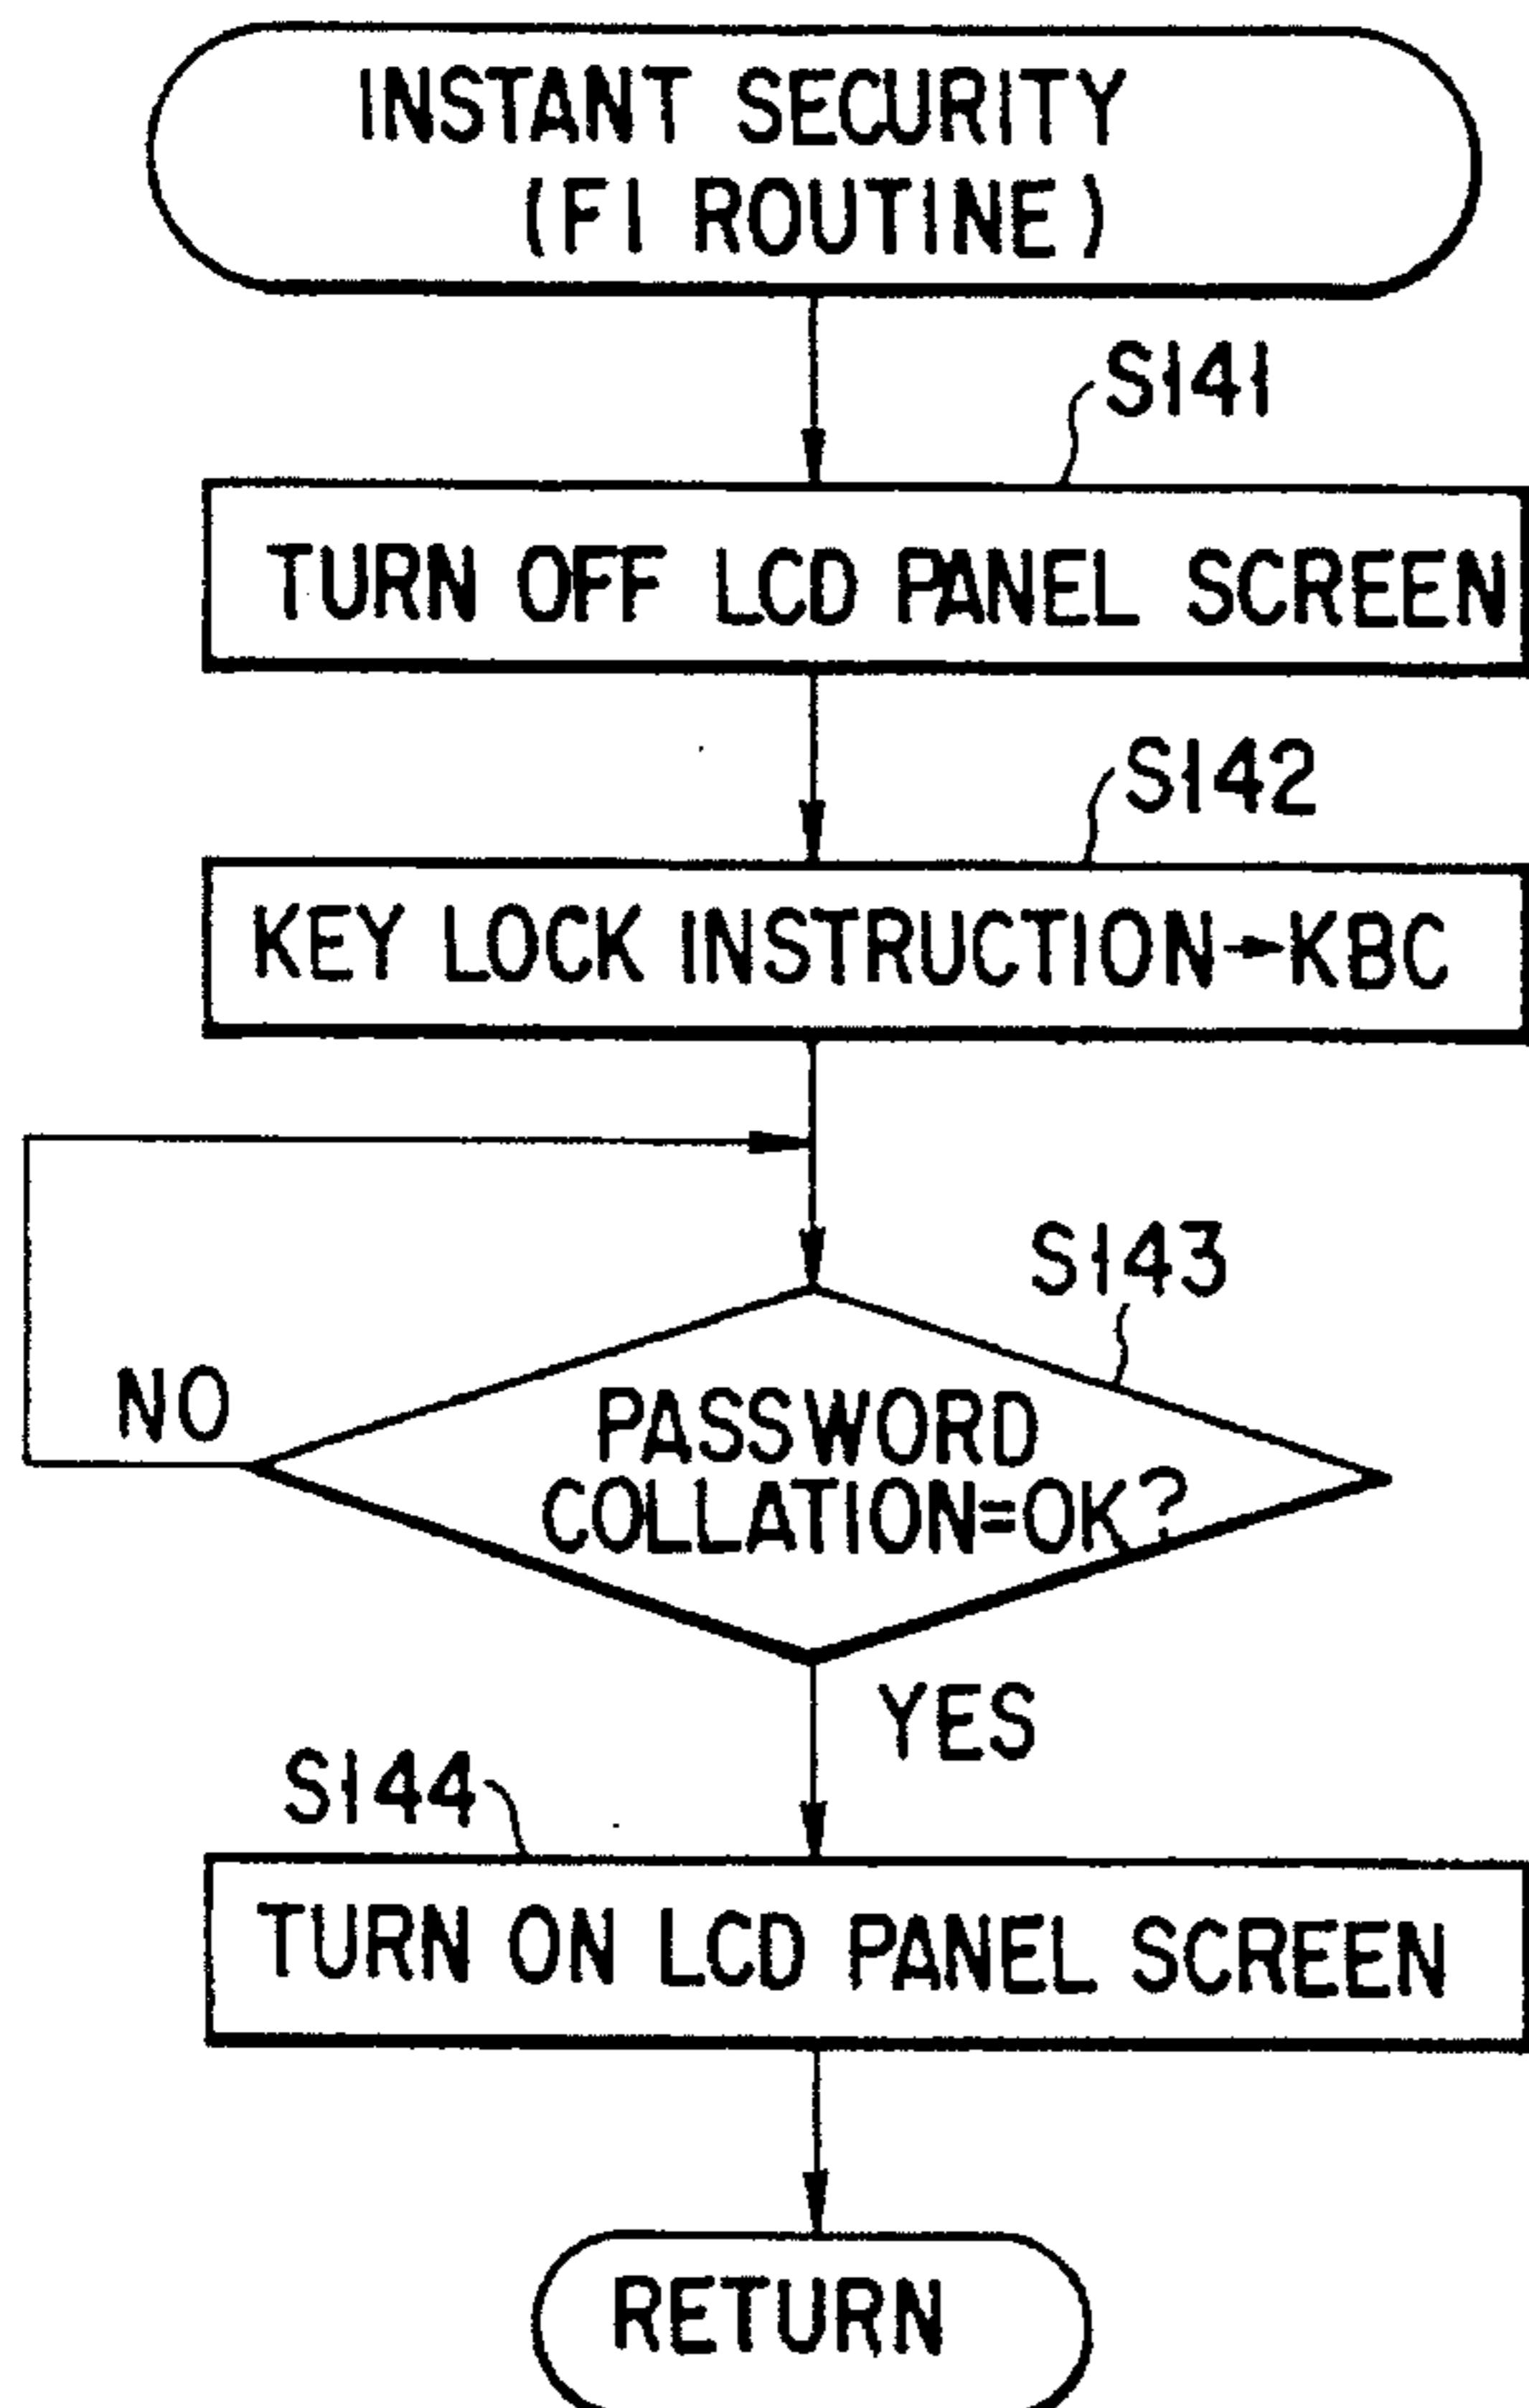 INSTANT SECURITY
(F1 ROUTINE)
S141
TURN OFF LCD PANEL SCREEN
S142
KEY LOCK INSTRUCTION→KBC
S143
NO
PASSWORD
COLLATION=OK?
YES
S144
TURN ON LCD PANEL SCREEN
RETURN